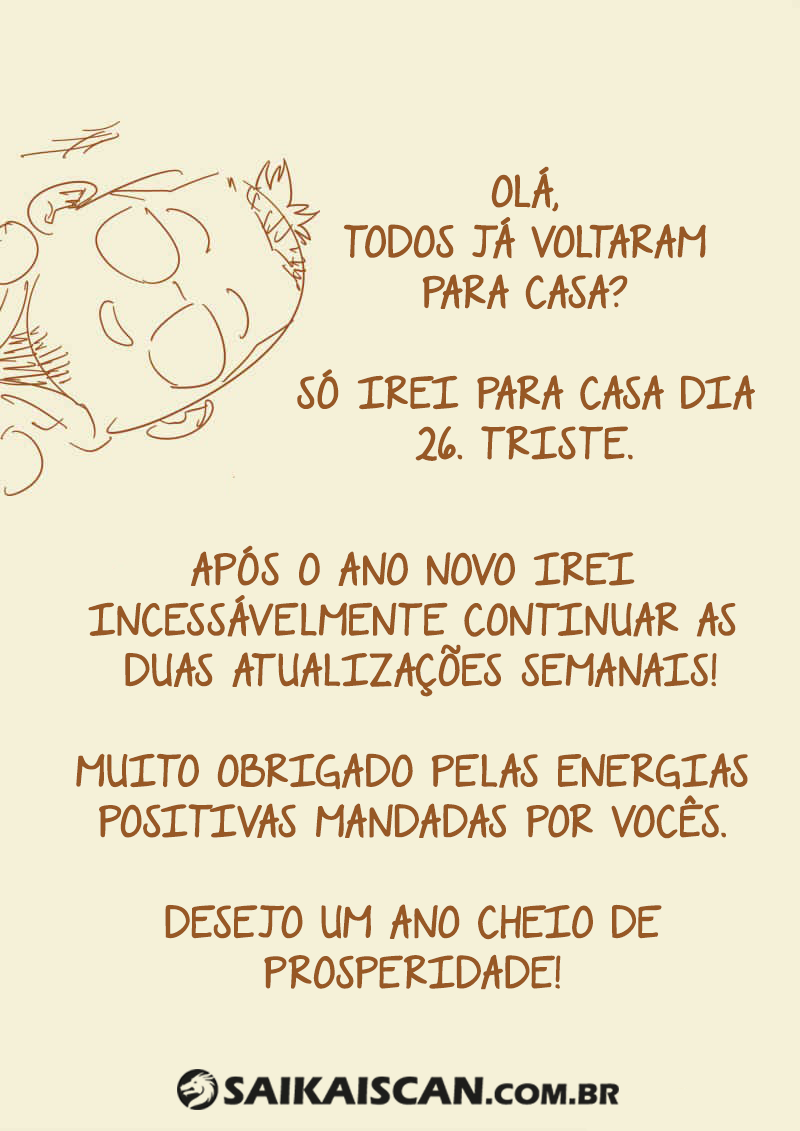 OLÁ,
TODOS JÁ VOLTARAM
PARA CASA?
SÓ IREI PARA CASA DIA
26. TRISTE.
APÓS O ANO NOVO IREI
INCESSÁVELMENTE CONTINUAR AS
DUAS ATUALIZAÇÕES SEMANAIS!
MUITO OBRIGADO PELAS ENERGIAS
POSITIVAS MANDADAS POR VOCÊS.
DESEJO UM ANO CHEIO DE
PROSPERIDADE!
SAIKAISCAN.COM.BR